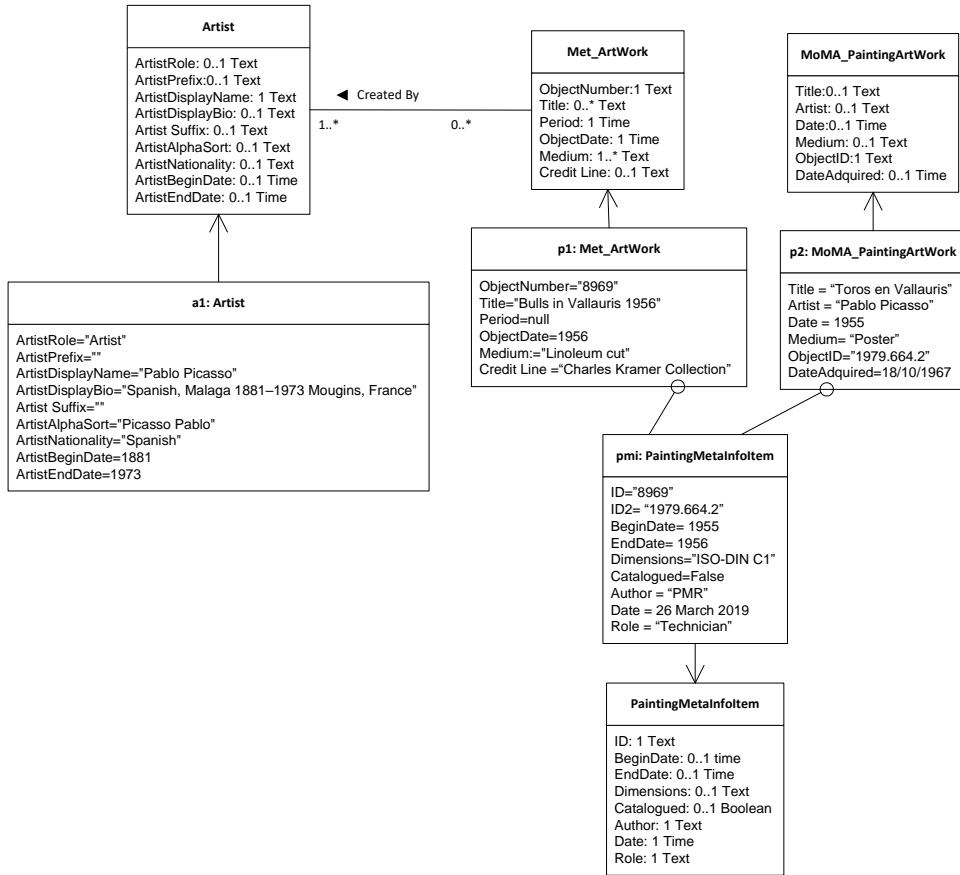 Artist
ArtistRole: 0..1 Text
ArtistPrefix:0..1 Text
ArtistDisplayName: 1 Text
ArtistDisplayBio: 0..1 Text
Artist Suffix: 0..1 Text
ArtistAlphaSort: 0..1 Text
ArtistNationality: 0..1 Text
ArtistBeginDate: 0..1 Time
ArtistEndDate: 0..1 Time
◄ Created By
1..*
0..*
Met_ArtWork
ObjectNumber:1 Text
Title: 0..* Text
Period: 1 Time
ObjectDate: 1 Time
Medium: 1..* Text
Credit Line: 0..1 Text
MoMA_PaintingArtWork
Title:0..1 Text
Artist: 0..1 Text
Date:0..1 Time
Medium: 0..1 Text
ObjectID:1 Text
DateAdquired: 0..1 Time
a1: Artist
ArtistRole="Artist"
ArtistPrefix=""
ArtistDisplayName="Pablo Picasso"
ArtistDisplayBio="Spanish, Malaga 1881–1973 Mougins, France"
Artist Suffix=""
ArtistAlphaSort="Picasso Pablo"
ArtistNationality="Spanish"
ArtistBeginDate=1881
ArtistEndDate=1973
p1: Met_ArtWork
ObjectNumber="8969"
Title="Bulls in Vallauris 1956"
Period=null
ObjectDate=1956
Medium:="Linoleum cut"
Credit Line =“Charles Kramer Collection”
p2: MoMA_PaintingArtWork
Title = “Toros en Vallauris”
Artist = “Pablo Picasso”
Date = 1955
Medium= “Poster”
ObjectID="1979.664.2”
DateAdquired=18/10/1967
pmi: PaintingMetaInfoItem
ID="8969”
ID2= “1979.664.2”
BeginDate= 1955
EndDate= 1956
Dimensions="ISO-DIN C1”
Catalogued=False
Author = “PMR”
Date = 26 March 2019
Role = “Technician”
PaintingMetaInfoItem
ID: 1 Text
BeginDate: 0..1 time
EndDate: 0..1 Time
Dimensions: 0..1 Text
Catalogued: 0..1 Boolean
Author: 1 Text
Date: 1 Time
Role: 1 Text